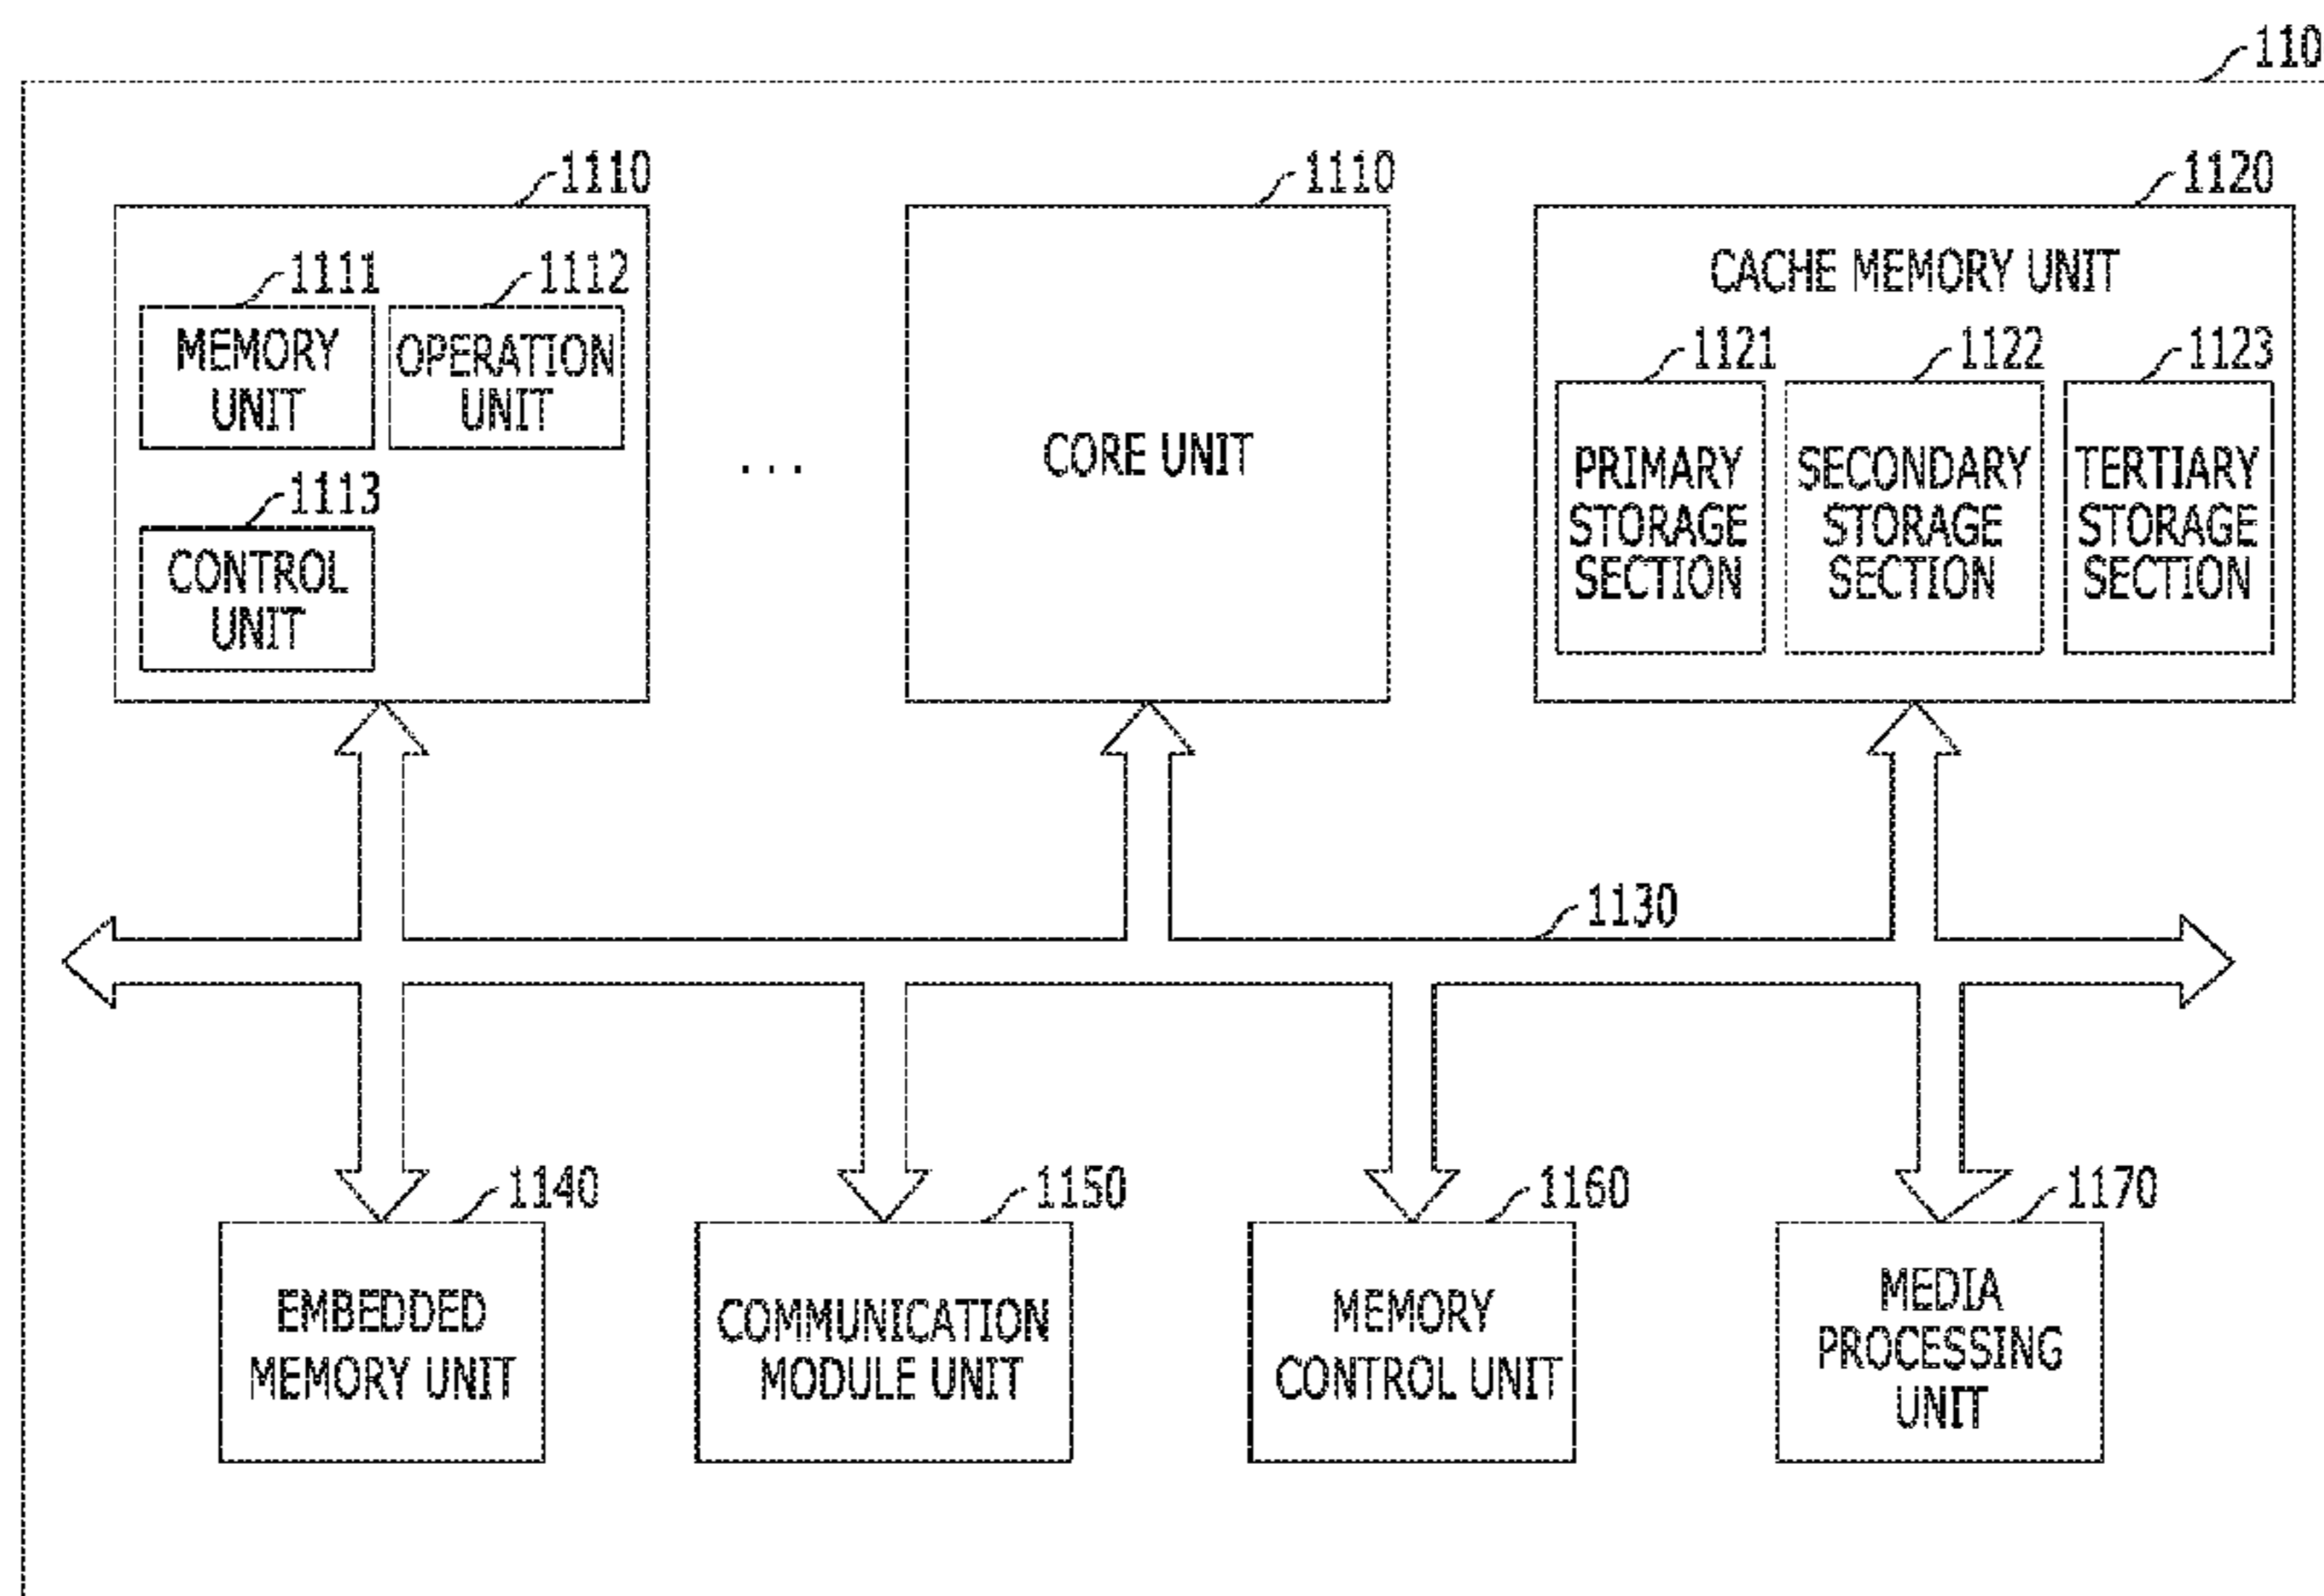 110
1110
1110
1120
1111
1112
MEMORY
UNIT
OPERATION
UNIT
1113
CONTROL
UNIT
...
CORE UNIT
CACHE MEMORY UNIT
1121
1122
1123
PRIMARY
STORAGE
SECTION
SECONDARY
STORAGE
SECTION
TERTIARY
STORAGE
SECTION
1130
1140
1150
1160
1170
EMBEDDED
MEMORY UNIT
COMMUNICATION
MODULE UNIT
MEMORY
CONTROL UNIT
MEDIA
PROCESSING
UNIT